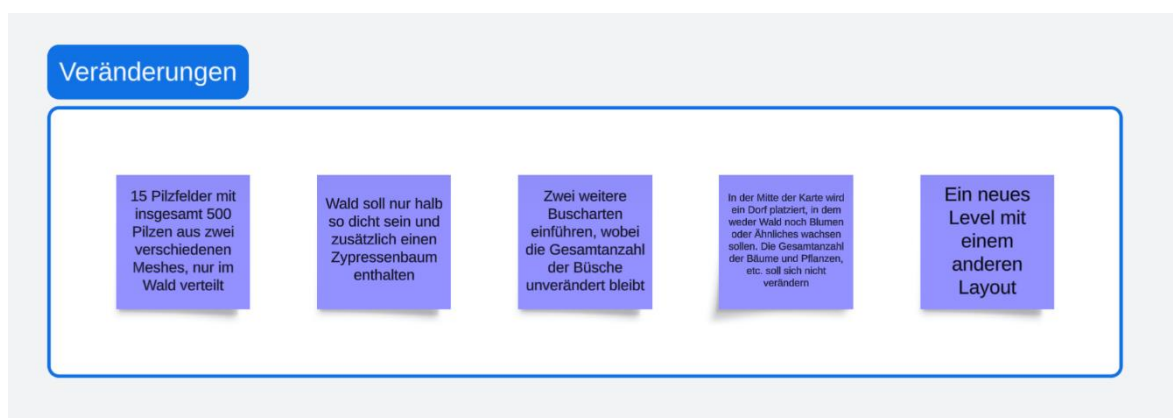 Veränderungen
15 Pilzfelder mit
insgesamt 500
Pilzen aus zwei
verschiedenen
Meshes, nur im
Wald verteilt
Wald soll nur halb
so dicht sein und
zusätzlich einen
Zypressenbaum
enthalten
Zwei weitere
Buscharten
einführen, wobei
die Gesamtanzahl
der Büsche
unverändert bleibt
In der Mitte der Karte wird
ein Dorf platziert, in dem
weder Wald noch Blumen
oder Ähnliches wachsen
sollen. Die Gesamtanzahl
der Bäume und Pflanzen,
etc. soll sich nicht
verändern
Ein neues
Level mit
einem
anderen
Layout